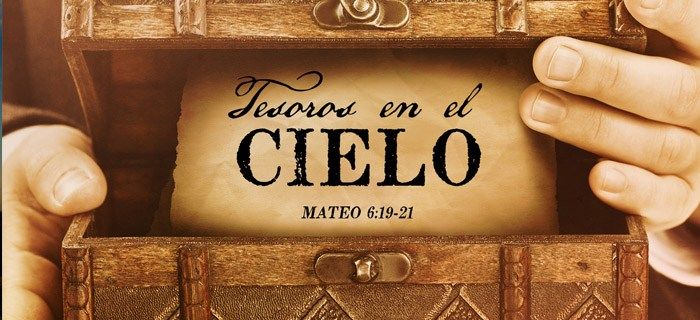 Tesoros en el
CIELO
MATEO 6:19-21